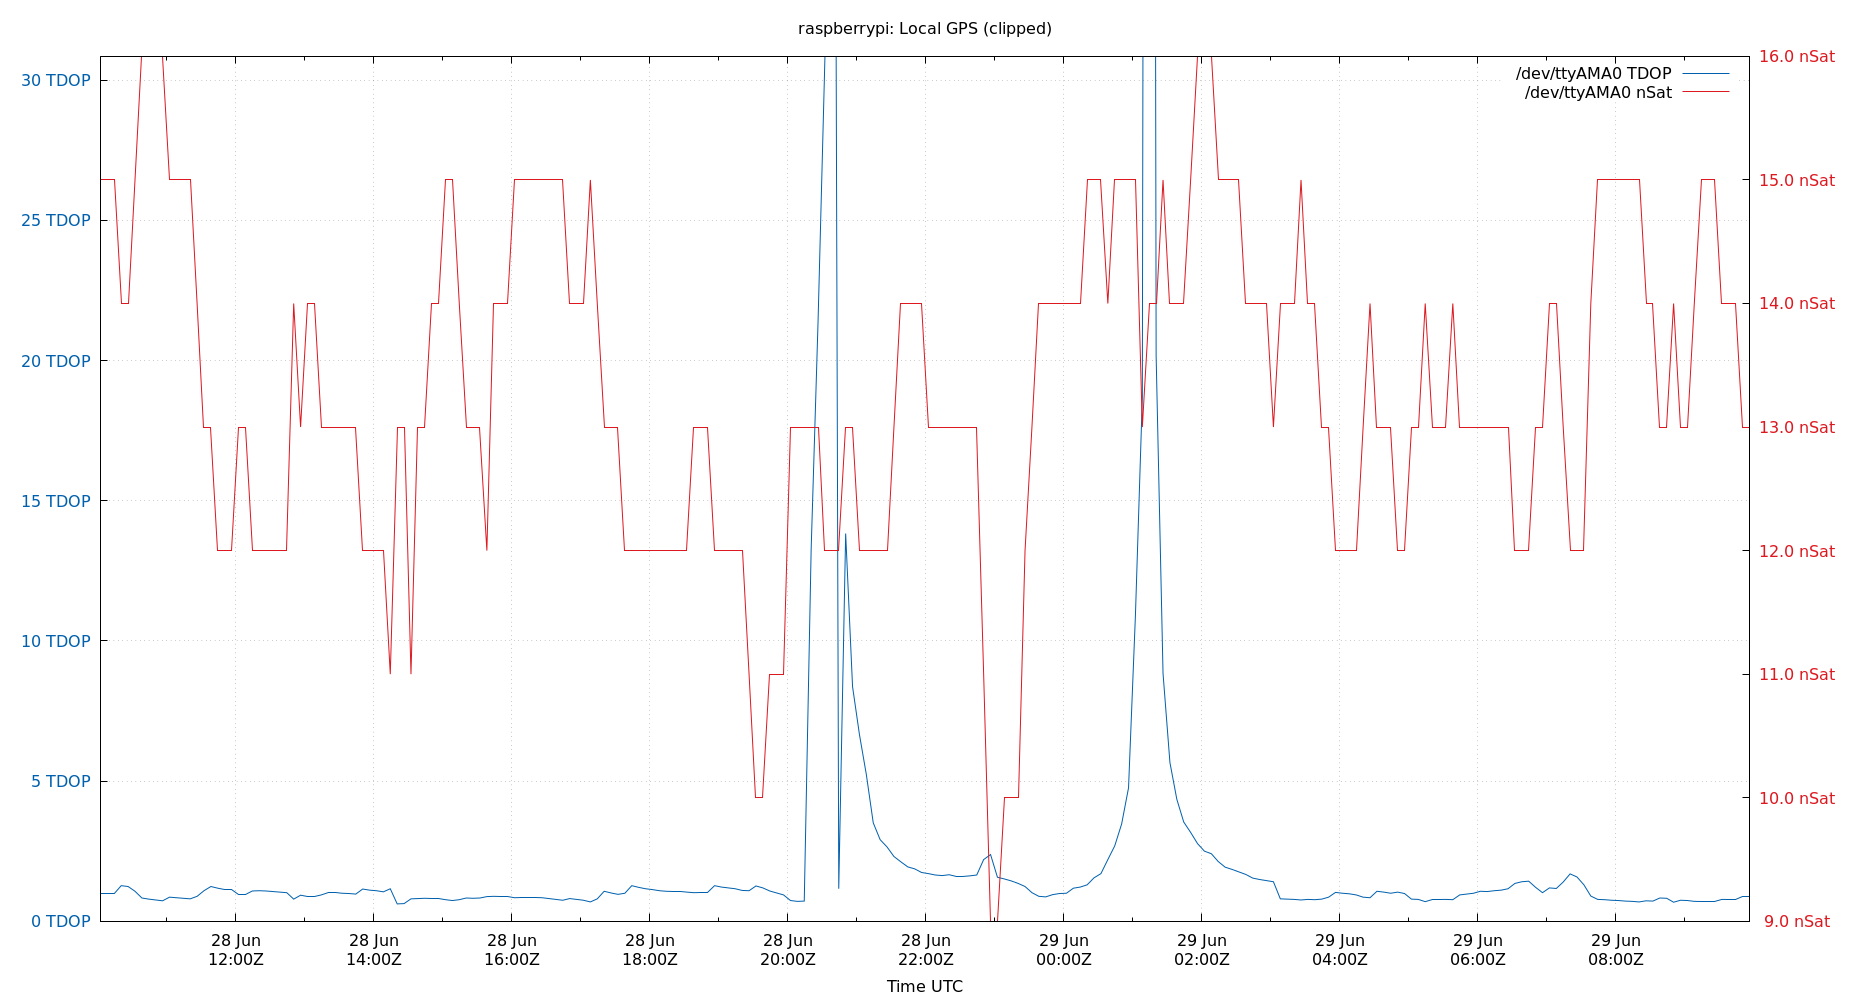 raspberrypi: Local GPS (clipped)
/dev/ttyAMA0 TDOP
/dev/ttyAMA0 nSat
30 TDOP
25 TDOP
20 TDOP
15 TDOP
10 TDOP
5 TDOP
0 TDOP
16.0 nSat
15.0 nSat
14.0 nSat
13.0 nSat
12.0 nSat
11.0 nSat
10.0 nSat
9.0 nSat
28 Jun
12:00Z
28 Jun
14:00Z
28 Jun
16:00Z
28 Jun
18:00Z
28 Jun
20:00Z
28 Jun
22:00Z
29 Jun
00:00Z
29 Jun
02:00Z
29 Jun
04:00Z
29 Jun
06:00Z
29 Jun
08:00Z
Time UTC